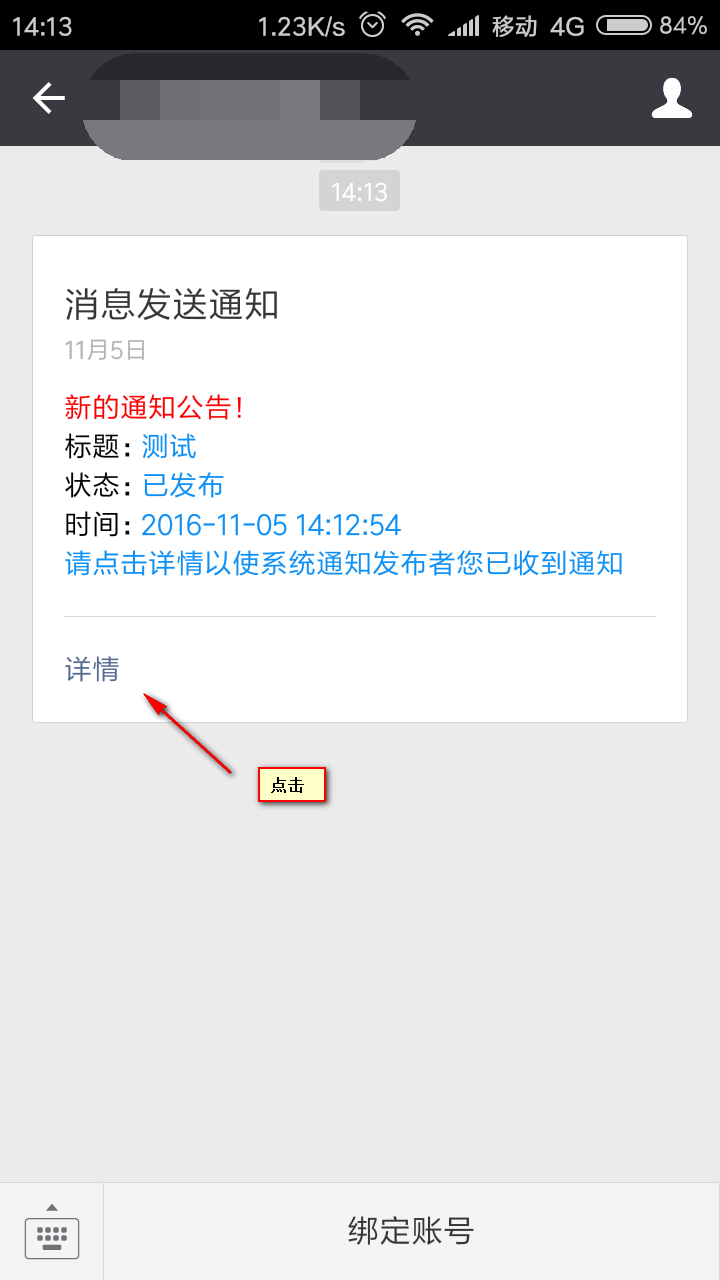 14:13 1.23K/s 移动 4G 84%
14:13
消息发送通知
11月5日
新的通知公告！
标题：测试
状态：已发布
时间：2016-11-05 14:12:54
请点击详情以使系统通知发布者您已收到通知
详情
点击
绑定账号